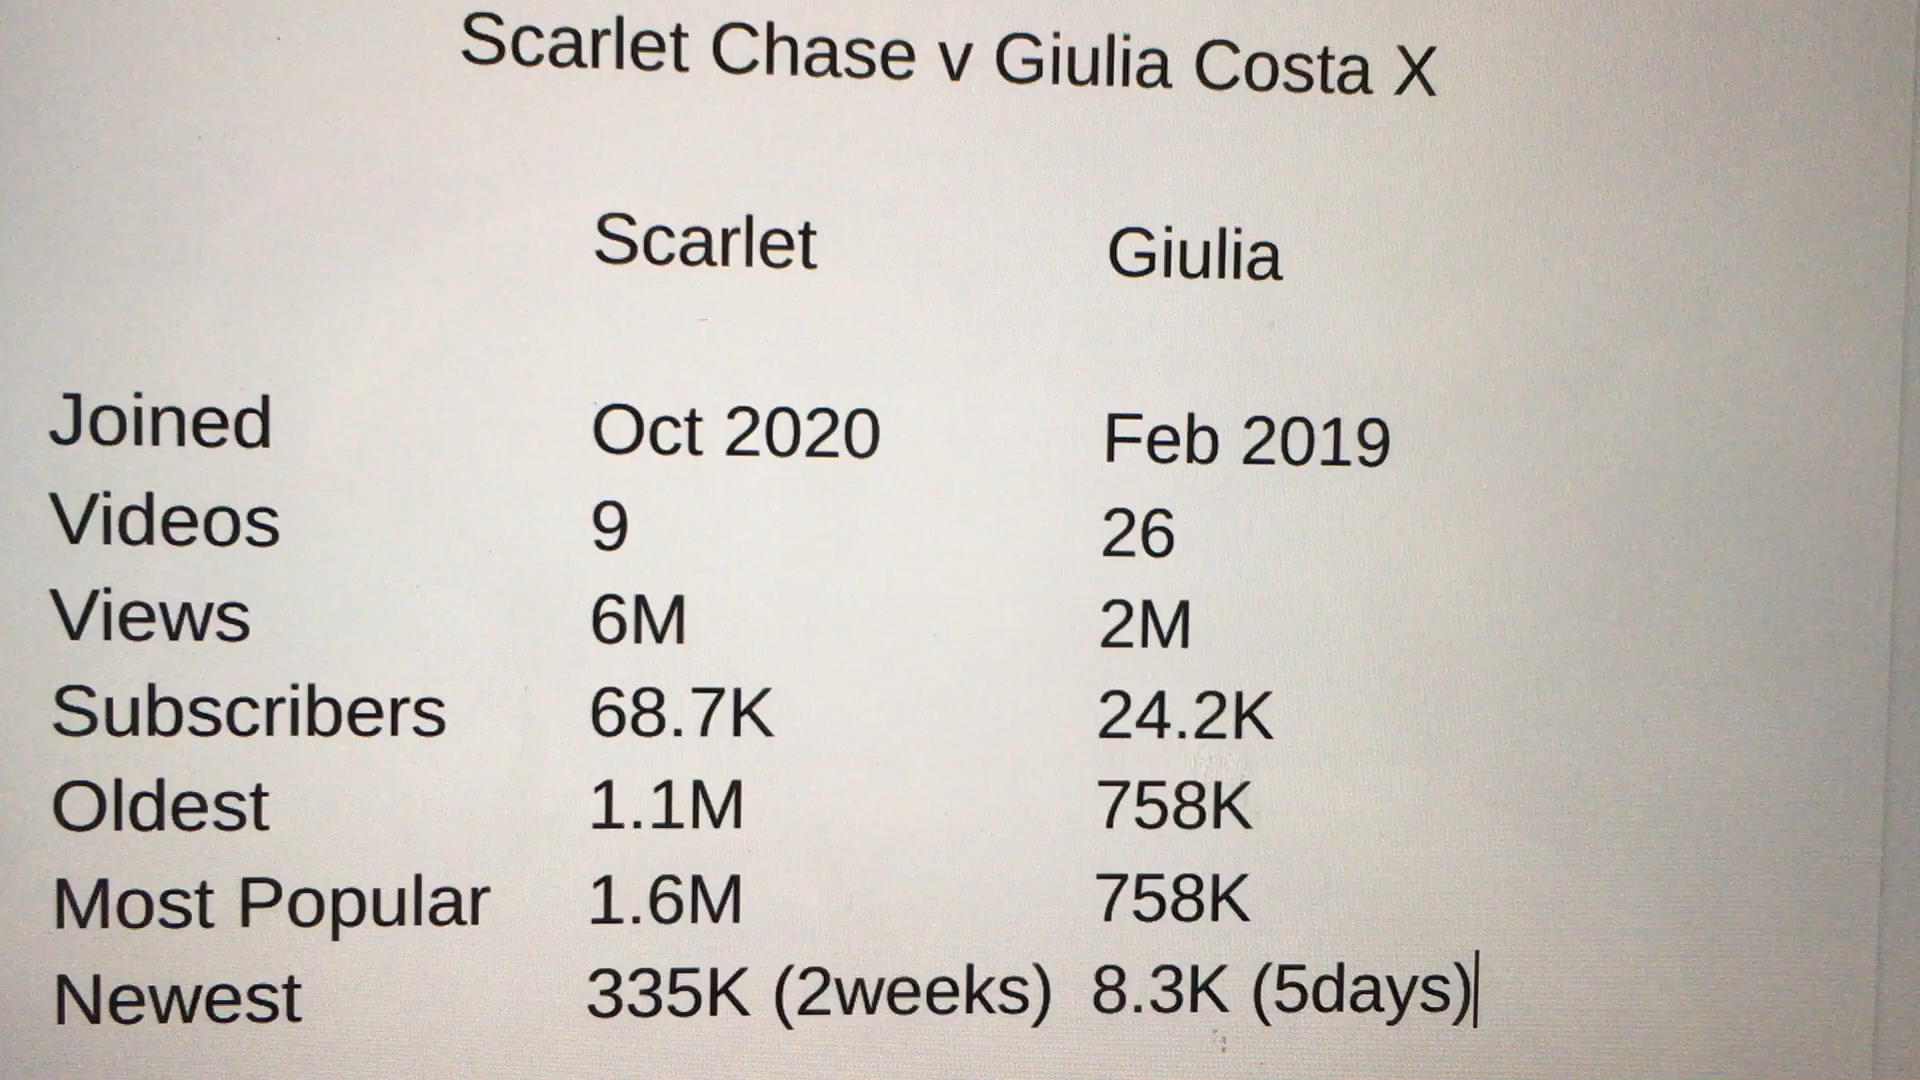 Scarlet Chase v Giulia Costa X
Scarlet Giulia
Joined Oct 2020 Feb 2019
Videos 9 26
Views 6M 2M
Subscribers 68.7K 24.2K
Oldest 1.1M 758K
Most Popular 1.6M 758K
Newest 335K (2weeks) 8.3K (5days)